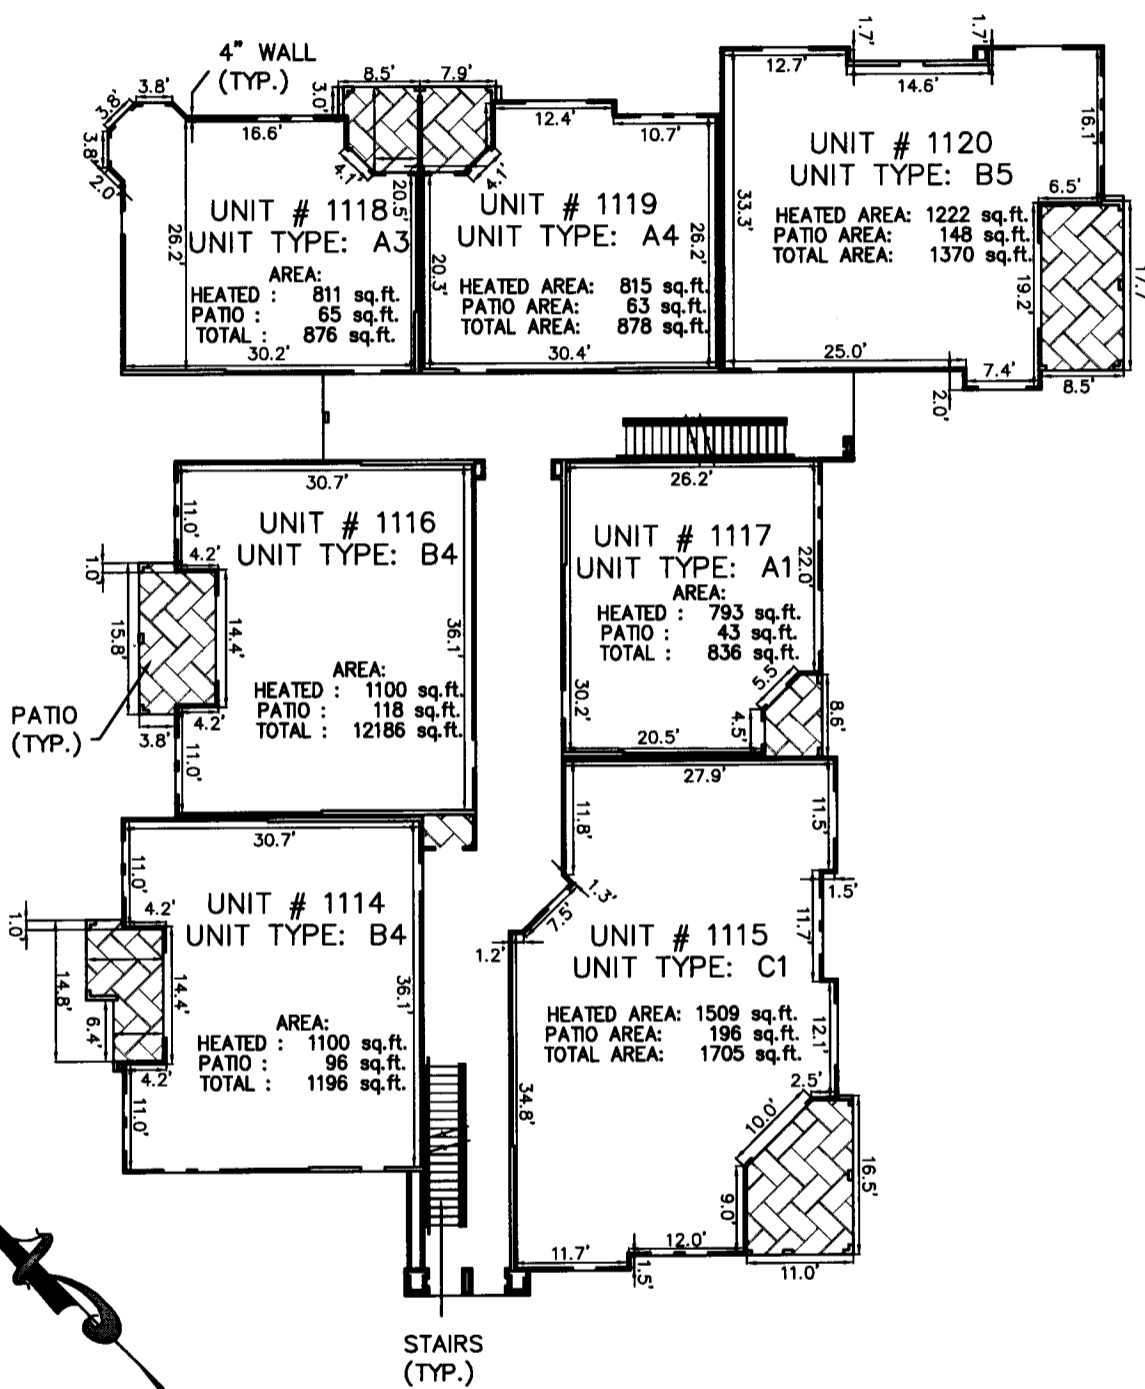 4" WALL
(TYP.)
3.8'
3.8'
3.8'
2.0'
16.6'
3.0'
8.5'
7.9'
4.1'
4.1'
20.5'
26.2'
UNIT # 1118
UNIT TYPE: A3
AREA:
HEATED : 811 sq.ft.
PATIO : 65 sq.ft.
TOTAL : 876 sq.ft.
30.2'
12.4'
10.7'
UNIT # 1119
UNIT TYPE: A4
26.2'
20.3'
HEATED AREA: 815 sq.ft.
PATIO AREA: 63 sq.ft.
TOTAL AREA: 878 sq.ft.
30.4'
12.7'
1.7'
1.7'
14.6'
16.1'
UNIT # 1120
UNIT TYPE: B5
33.3'
6.5'
HEATED AREA: 1222 sq.ft.
PATIO AREA: 148 sq.ft.
TOTAL AREA: 1370 sq.ft.
19.2'
17.7
25.0'
7.4'
8.5'
2.0'
30.7'
11.0'
UNIT # 1116
UNIT TYPE: B4
4.2'
1.0'
15.8'
14.4'
36.1'
AREA:
HEATED : 1100 sq.ft.
PATIO : 118 sq.ft.
TOTAL : 12186 sq.ft.
PATIO
(TYP.)
4.2'
3.8'
11.0'
26.2'
UNIT # 1117
UNIT TYPE: A1
22.0'
AREA:
HEATED : 793 sq.ft.
PATIO : 43 sq.ft.
TOTAL : 836 sq.ft.
5.5'
30.2'
4.5'
8.6'
20.5'
30.7'
11.0'
4.2'
1.0'
UNIT # 1114
UNIT TYPE: B4
14.8'
6.4'
14.4'
36.1'
AREA:
HEATED : 1100 sq.ft.
PATIO : 96 sq.ft.
TOTAL : 1196 sq.ft.
4.2'
11.0'
27.9'
11.8'
11.5'
1.3'
1.5'
7.5'
11.7'
1.2'
UNIT # 1115
UNIT TYPE: C1
HEATED AREA: 1509 sq.ft.
PATIO AREA: 196 sq.ft.
TOTAL AREA: 1705 sq.ft.
12.1'
2.5'
34.8'
10.0'
16.5'
9.0'
12.0'
11.7'
1.5'
11.0'
STAIRS
(TYP.)